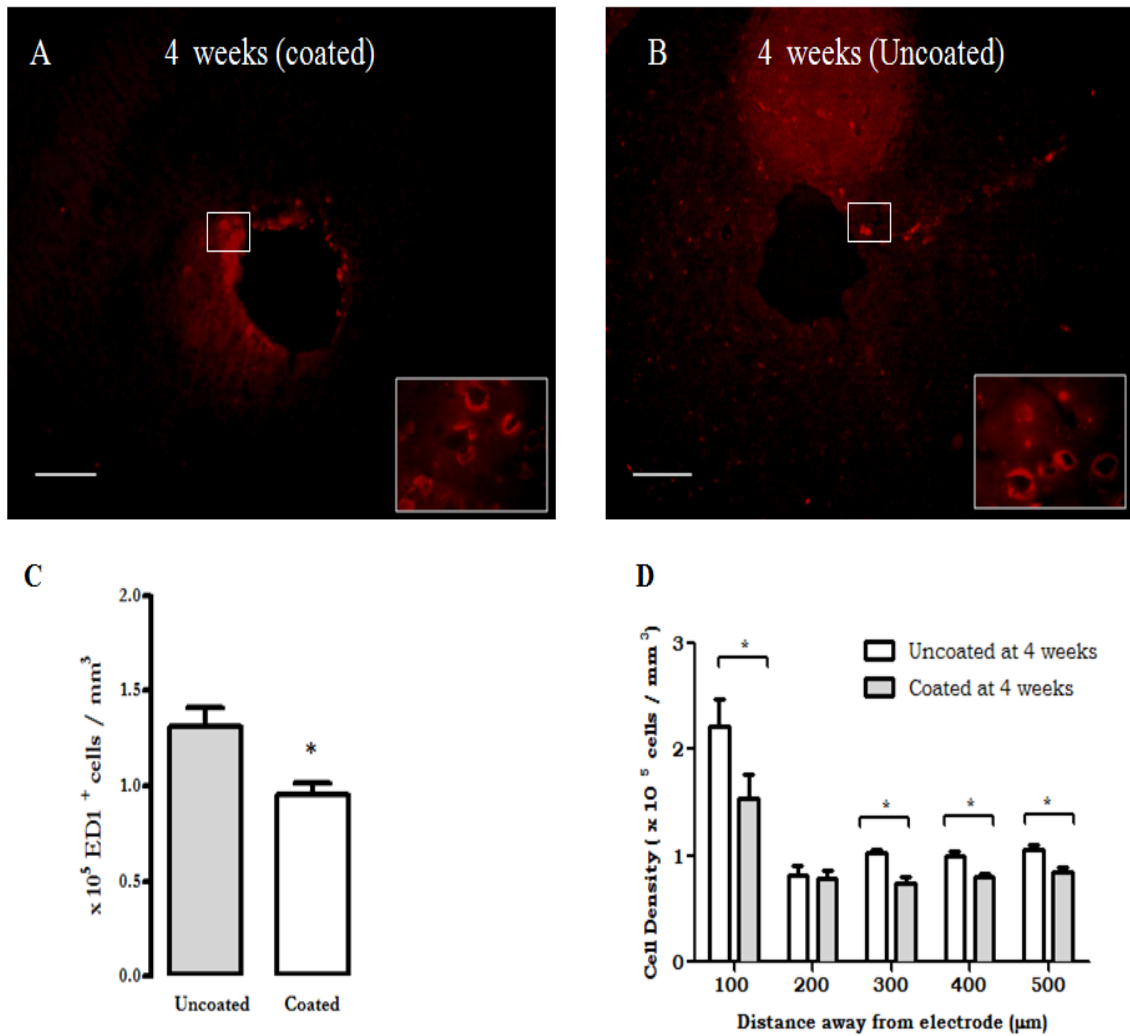 A 4 weeks (coated)
B 4 weeks (Uncoated)
C
2.0
1.5
1.0
0.5
0.0
x 10⁵ ED1 ⁺ cells / mm³
*
Uncoated Coated
D
3
2
1
0
Cell Density ( x 10 ⁵ cells / mm ³)
Uncoated at 4 weeks
Coated at 4 weeks
*
* * *
100 200 300 400 500
Distance away from electrode (μm)